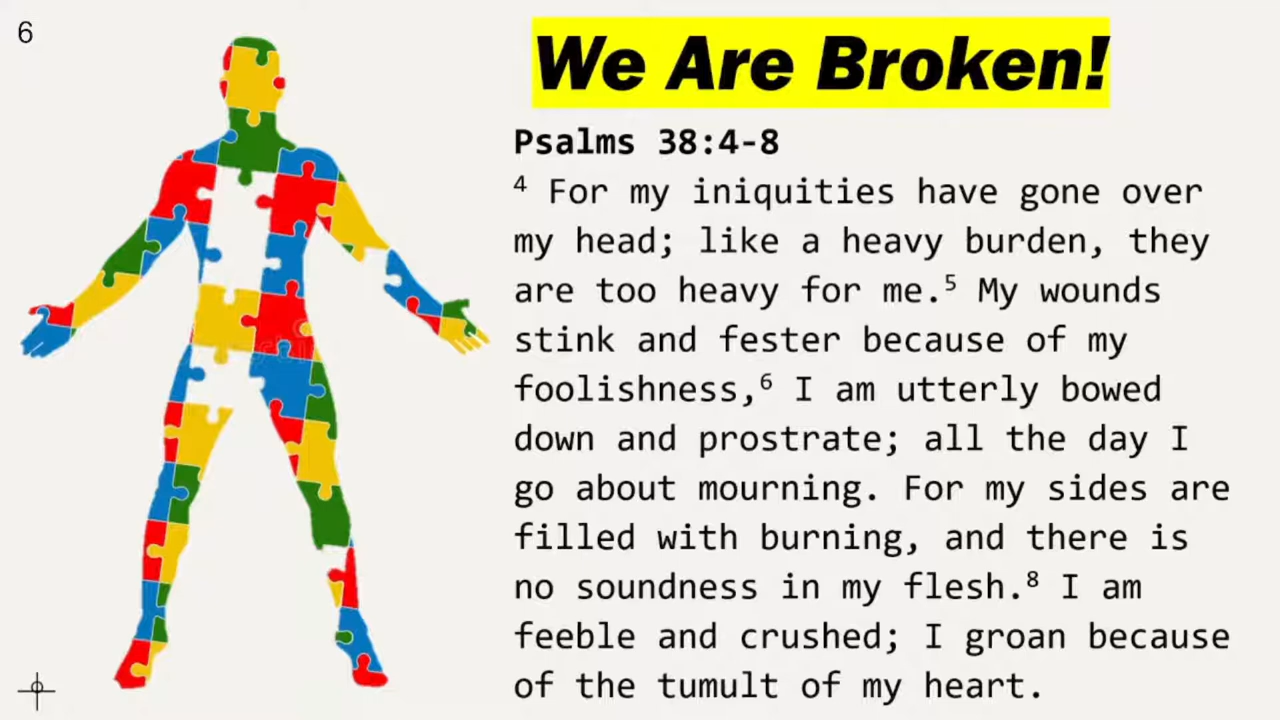 6
We Are Broken!
Psalms 38:4-8
⁴ For my iniquities have gone over
my head; like a heavy burden, they
are too heavy for me.⁵ My wounds
stink and fester because of my
foolishness,⁶ I am utterly bowed
down and prostrate; all the day I
go about mourning. For my sides are
filled with burning, and there is
no soundness in my flesh.⁸ I am
feeble and crushed; I groan because
of the tumult of my heart.